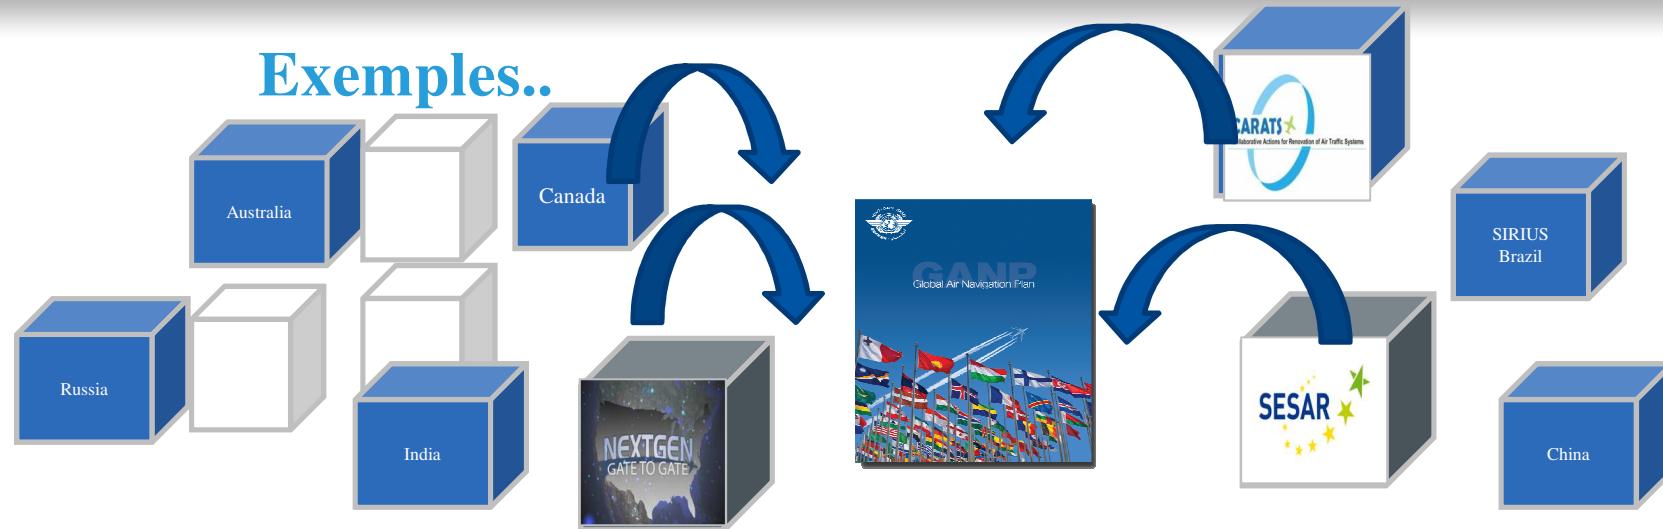 Exemples..
Australia
Canada
Russia
India
NEXTGEN
GATE TO GATE
GANP
Global Air Navigation Plan
CARATS
laborative Actions for Renovation of Air Traffic Systems
SESAR
SIRIUS
Brazil
China